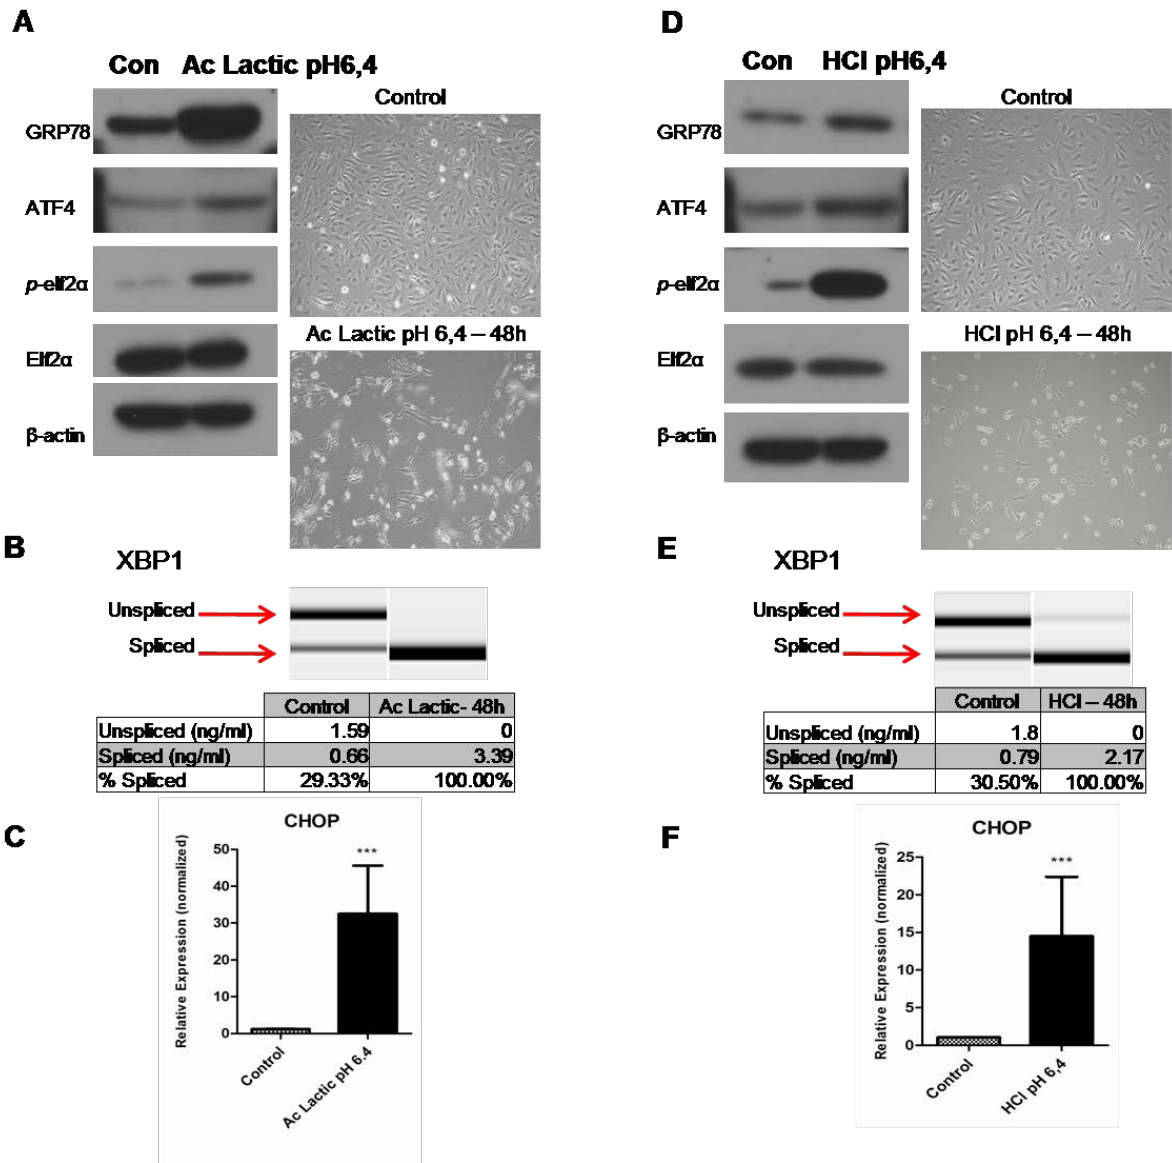 A
Con Ac Lactic pH6,4
GRP78
ATF4
p-eIf2α
EIf2α
β-actin
Control
Ac Lactic pH 6,4 – 48h
B
XBP1
Unspliced
Spliced
Control Ac Lactic- 48h
Unspliced (ng/ml) 1.59 0
Spliced (ng/ml) 0.66 3.39
% Spliced 29.33% 100.00%
C
CHOP
Relative Expression (normalized)
50
40
30
20
10
0
***
Control
Ac Lactic pH 6.4
D
Con HCl pH6,4
GRP78
ATF4
p-eIf2α
EIf2α
β-actin
Control
HCl pH 6,4 – 48h
E
XBP1
Unspliced
Spliced
Control HCl – 48h
Unspliced (ng/ml) 1.8 0
Spliced (ng/ml) 0.79 2.17
% Spliced 30.50% 100.00%
F
CHOP
Relative Expression (normalized)
25
20
15
10
5
0
***
Control
HCl pH 6,4